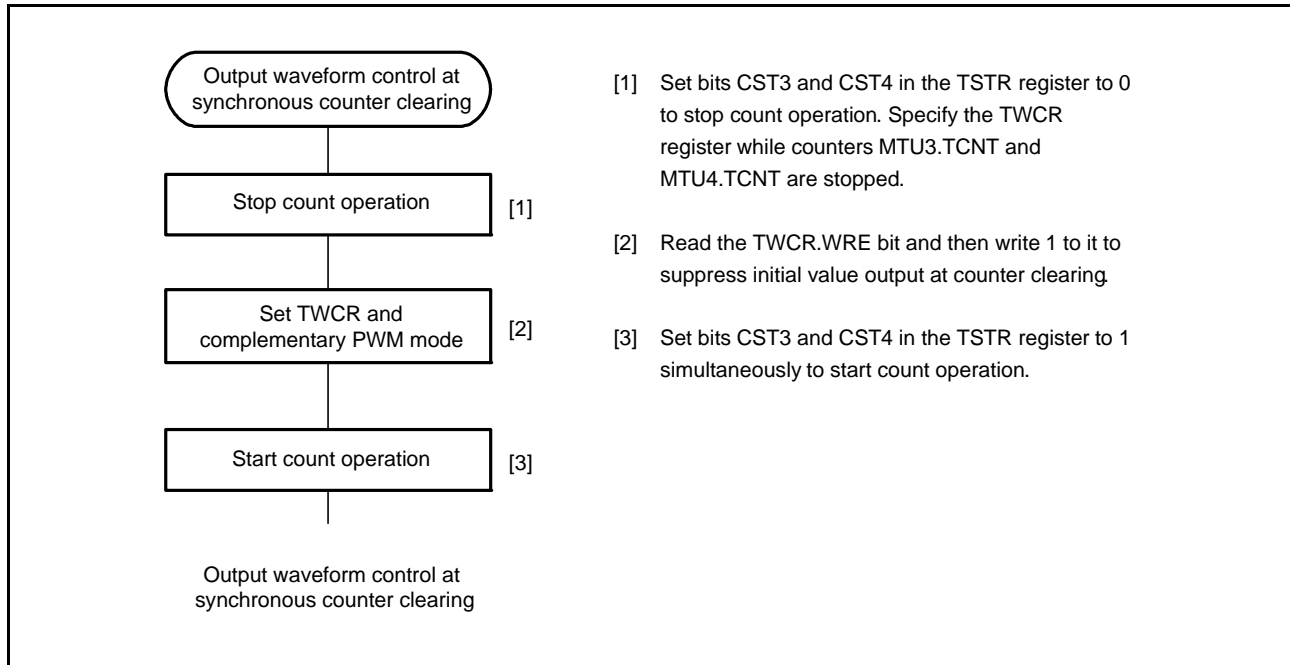 Output waveform control at
synchronous counter clearing
Stop count operation
[1]
Set TWCR and
complementary PWM mode
[2]
Start count operation
[3]
Output waveform control at
synchronous counter clearing
[1] Set bits CST3 and CST4 in the TSTR register to 0
to stop count operation. Specify the TWCR
register while counters MTU3.TCNT and
MTU4.TCNT are stopped.
[2] Read the TWCR.WRE bit and then write 1 to it to
suppress initial value output at counter clearing.
[3] Set bits CST3 and CST4 in the TSTR register to 1
simultaneously to start count operation.